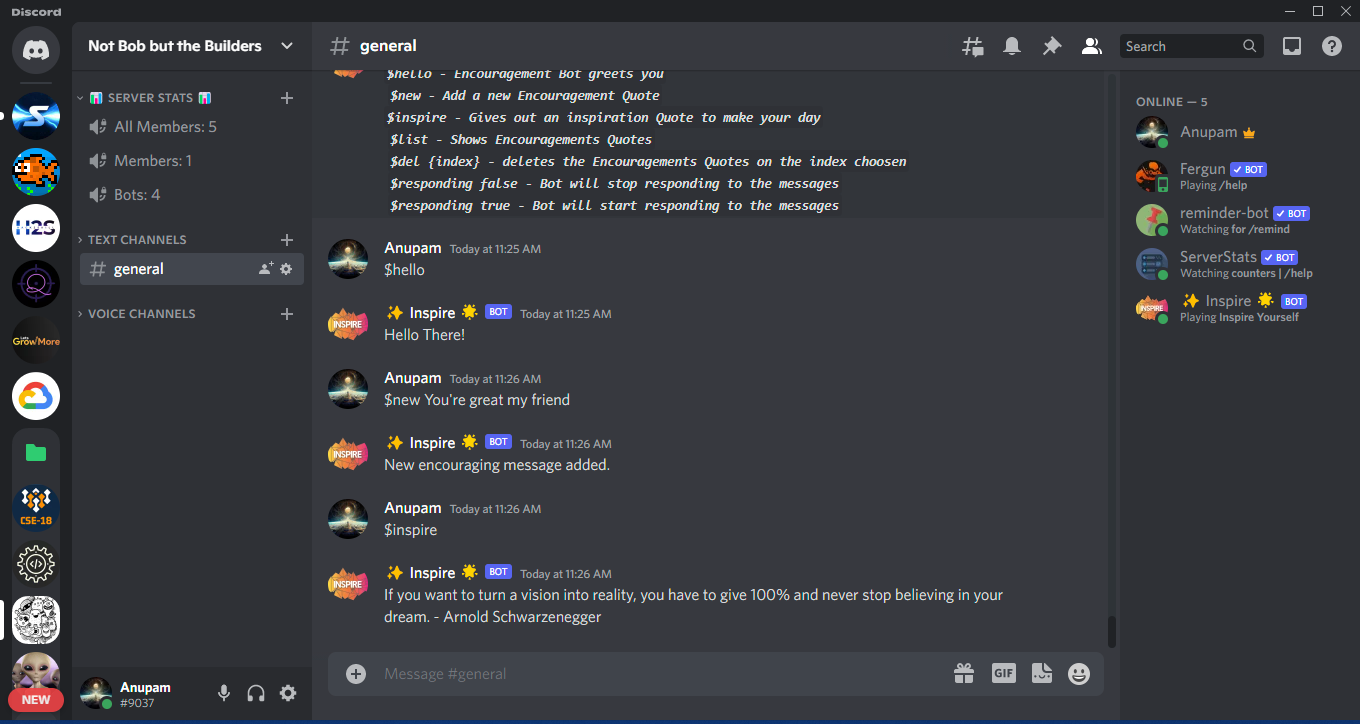 Discord
Not Bob but the Builders
general
Search
SERVER STATS
All Members: 5
Members: 1
Bots: 4
TEXT CHANNELS
general
VOICE CHANNELS
H2S
GrowMore
CSE-18
NEW
Anupam
#9037
$hello - Encouragement Bot greets you
$new - Add a new Encouragement Quote
$inspire - Gives out an inspiration Quote to make your day
$list - Shows Encouragements Quotes
$del {index} - deletes the Encouragements Quotes on the index choosen
$responding false - Bot will stop responding to the messages
$responding true - Bot will start responding to the messages
Anupam Today at 11:25 AM
$hello
INSPIRE
Inspire BOT Today at 11:25 AM
Hello There!
Anupam Today at 11:26 AM
$new You're great my friend
INSPIRE
Inspire BOT Today at 11:26 AM
New encouraging message added.
Anupam Today at 11:26 AM
$inspire
INSPIRE
Inspire BOT Today at 11:26 AM
If you want to turn a vision into reality, you have to give 100% and never stop believing in your
dream. - Arnold Schwarzenegger
Message #general
GIF
ONLINE — 5
Anupam
Fergun BOT
Playing /help
reminder-bot BOT
Watching for /remind
ServerStats BOT
Watching counters | /help
INSPIRE
Inspire BOT
Playing Inspire Yourself